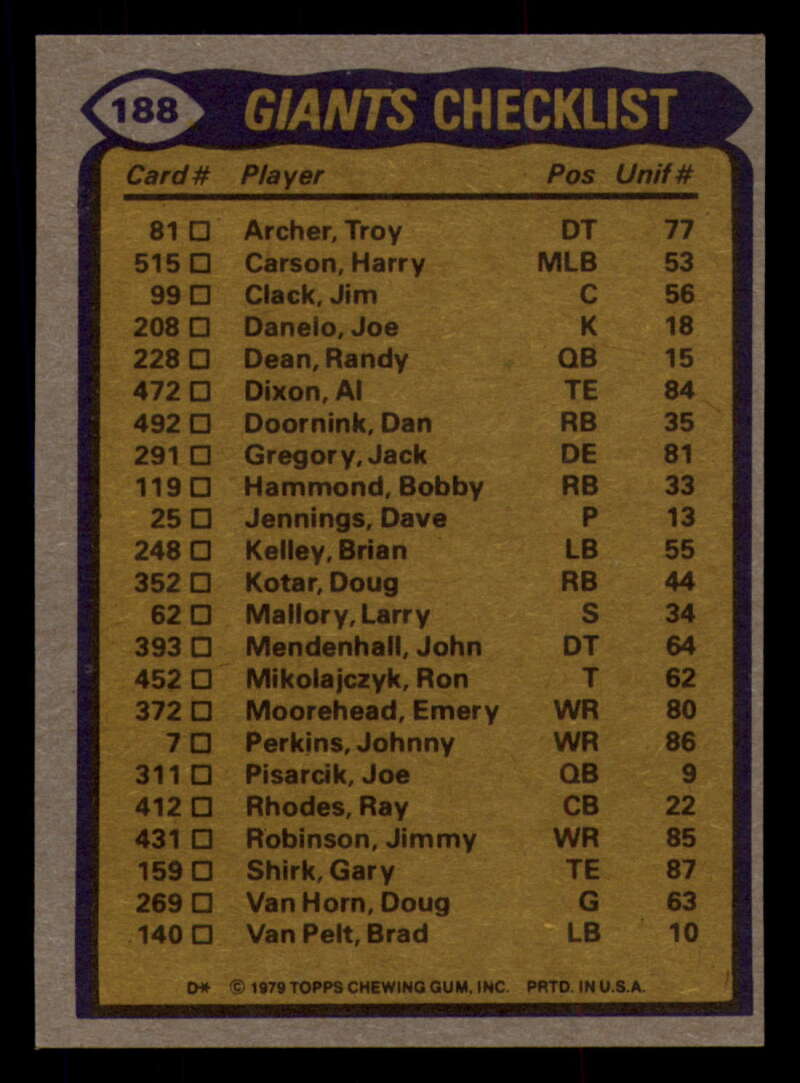 188 GIANTS CHECKLIST
Card# Player Pos Unif#
81 □ Archer, Troy DT 77
515 □ Carson, Harry MLB 53
99 □ Clack, Jim C 56
208 □ Danelo, Joe K 18
228 □ Dean, Randy QB 15
472 □ Dixon, Al TE 84
492 □ Doornink, Dan RB 35
291 □ Gregory, Jack DE 81
119 □ Hammond, Bobby RB 33
25 □ Jennings, Dave P 13
248 □ Kelley, Brian LB 55
352 □ Kotar, Doug RB 44
62 □ Mallory, Larry S 34
393 □ Mendenhall, John DT 64
452 □ Mikolajczyk, Ron T 62
372 □ Moorehead, Emery WR 80
7 □ Perkins, Johnny WR 86
311 □ Pisarcik, Joe QB 9
412 □ Rhodes, Ray CB 22
431 □ Robinson, Jimmy WR 85
159 □ Shirk, Gary TE 87
269 □ Van Horn, Doug G 63
140 □ Van Pelt, Brad LB 10
D* © 1979 TOPPS CHEWING GUM, INC. PRTD. IN U.S.A.